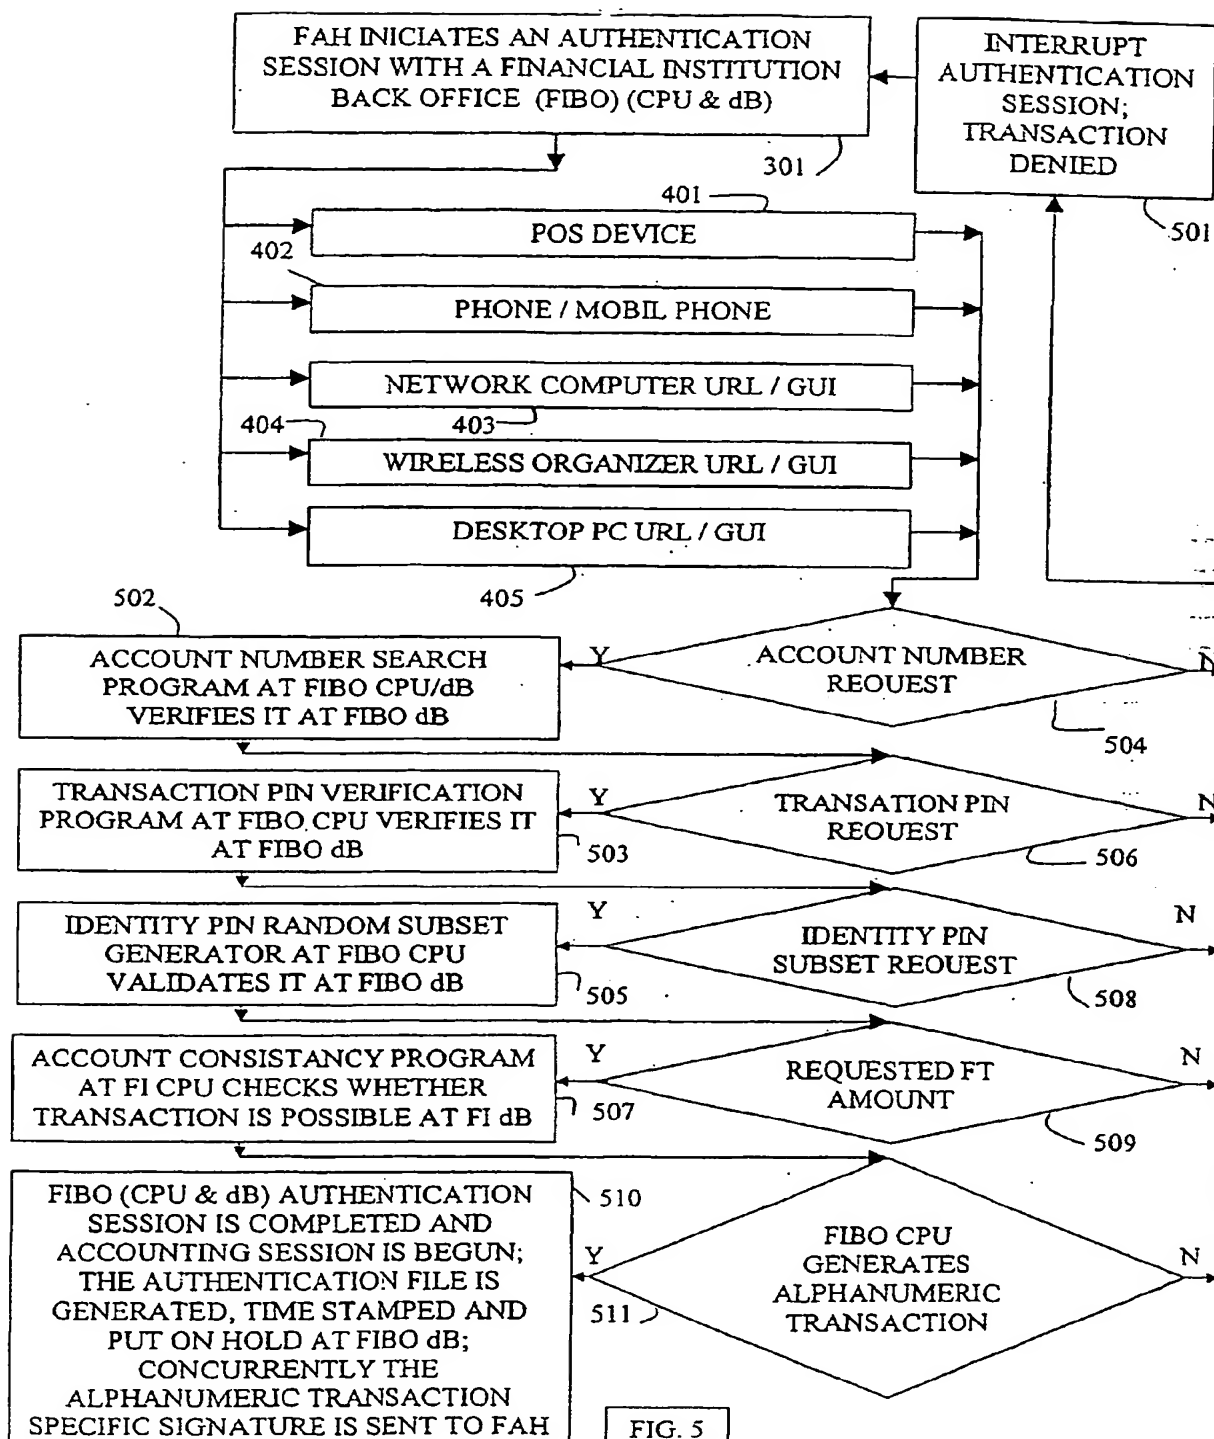 FAH INICIATES AN AUTHENTICATION
SESSION WITH A FINANCIAL INSTITUTION
BACK OFFICE (FIBO) (CPU & dB)
301
INTERRUPT
AUTHENTICATION
SESSION;
TRANSACTION
DENIED
501
401
POS DEVICE
402
PHONE / MOBIL PHONE
NETWORK COMPUTER URL / GUI
403
404
WIRELESS ORGANIZER URL / GUI
DESKTOP PC URL / GUI
405
502
ACCOUNT NUMBER SEARCH
PROGRAM AT FIBO CPU/dB
VERIFIES IT AT FIBO dB
Y
ACCOUNT NUMBER
REOUEST
N
504
TRANSACTION PIN VERIFICATION
PROGRAM AT FIBO CPU VERIFIES IT
AT FIBO dB
503
Y
TRANSATION PIN
REOUEST
N
506
IDENTITY PIN RANDOM SUBSET
GENERATOR AT FIBO CPU
VALIDATES IT AT FIBO dB
505
Y
IDENTITY PIN
SUBSET REOUEST
N
508
ACCOUNT CONSISTANCY PROGRAM
AT FI CPU CHECKS WHETHER
TRANSACTION IS POSSIBLE AT FI dB
507
Y
REQUESTED FT
AMOUNT
N
509
FIBO (CPU & dB) AUTHENTICATION
SESSION IS COMPLETED AND
ACCOUNTING SESSION IS BEGUN;
THE AUTHENTICATION FILE IS
GENERATED, TIME STAMPED AND
PUT ON HOLD AT FIBO dB;
CONCURRENTLY THE
ALPHANUMERIC TRANSACTION
SPECIFIC SIGNATURE IS SENT TO FAH
510
Y
511
FIBO CPU
GENERATES
ALPHANUMERIC
TRANSACTION
N
FIG. 5